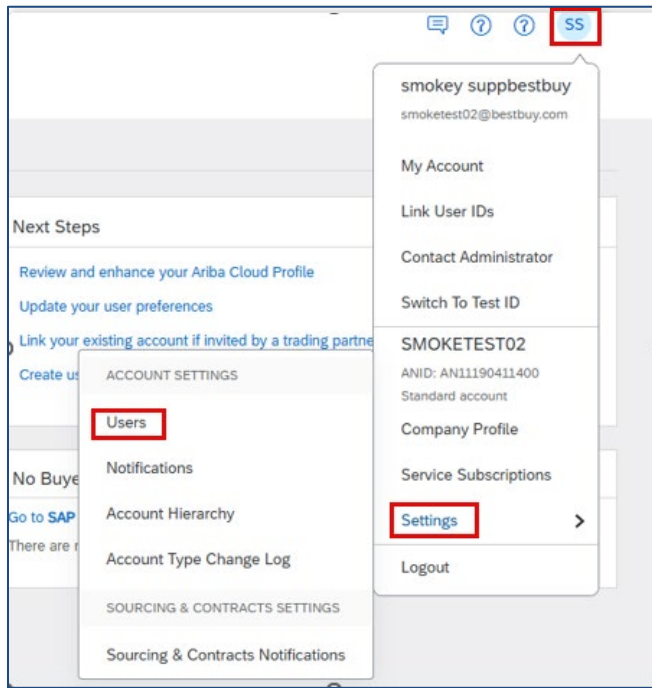 SS
smokey suppbestbuy
smoketest02@bestbuy.com
My Account
Link User IDs
Contact Administrator
Switch To Test ID
SMOKETEST02
ANID: AN11190411400
Standard account
Company Profile
Service Subscriptions
Settings
Logout
Next Steps
Review and enhance your Ariba Cloud Profile
Update your user preferences
Link your existing account if invited by a trading partne
Create us
ACCOUNT SETTINGS
Users
Notifications
Account Hierarchy
Account Type Change Log
SOURCING & CONTRACTS SETTINGS
Sourcing & Contracts Notifications
No Buye
Go to SAP
There are r